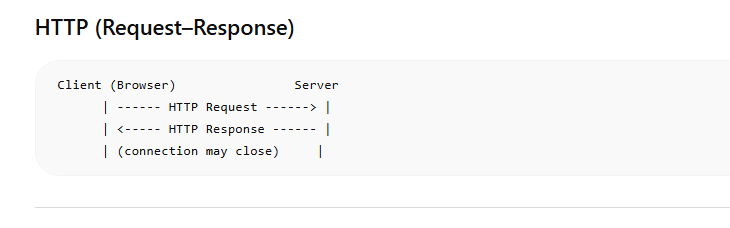 HTTP (Request–Response)
Client (Browser)                Server
      | ------ HTTP Request ------> |
      | <----- HTTP Response ------ |
      | (connection may close)     |